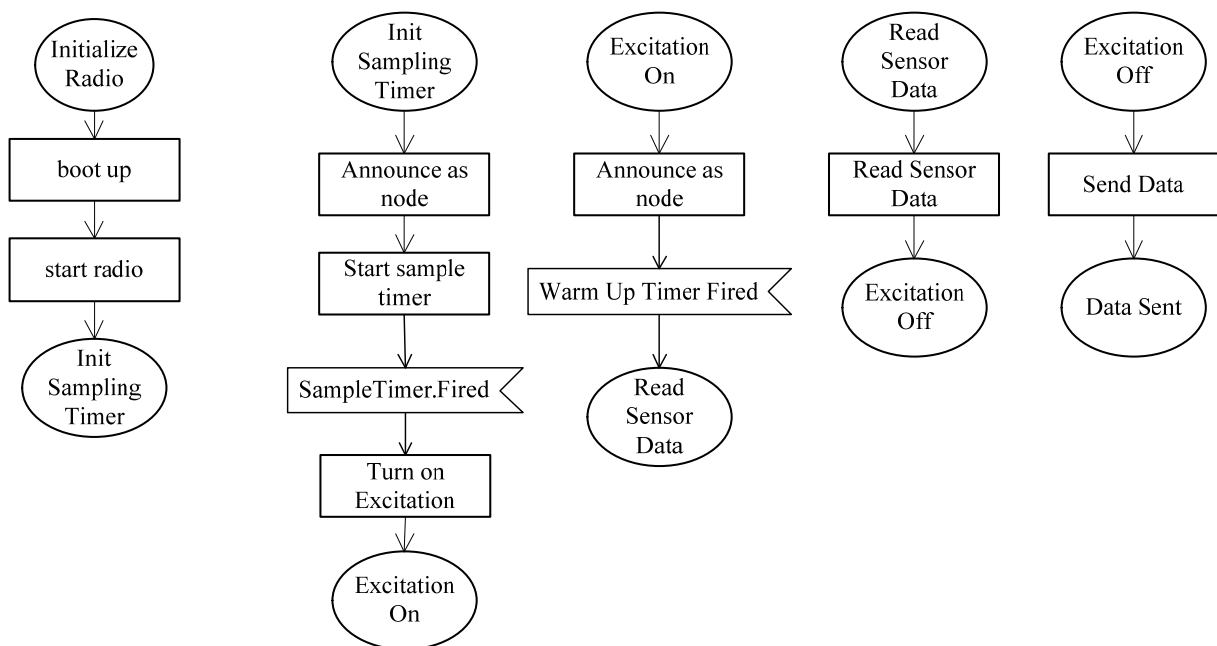 Initialize
Radio
boot up
start radio
Init
Sampling
Timer
Init
Sampling
Timer
Announce as
node
Start sample
timer
SampleTimer.Fired
Turn on
Excitation
Excitation
On
Excitation
On
Announce as
node
Warm Up Timer Fired
Read
Sensor
Data
Read
Sensor
Data
Read Sensor
Data
Excitation
Off
Excitation
Off
Send Data
Data Sent